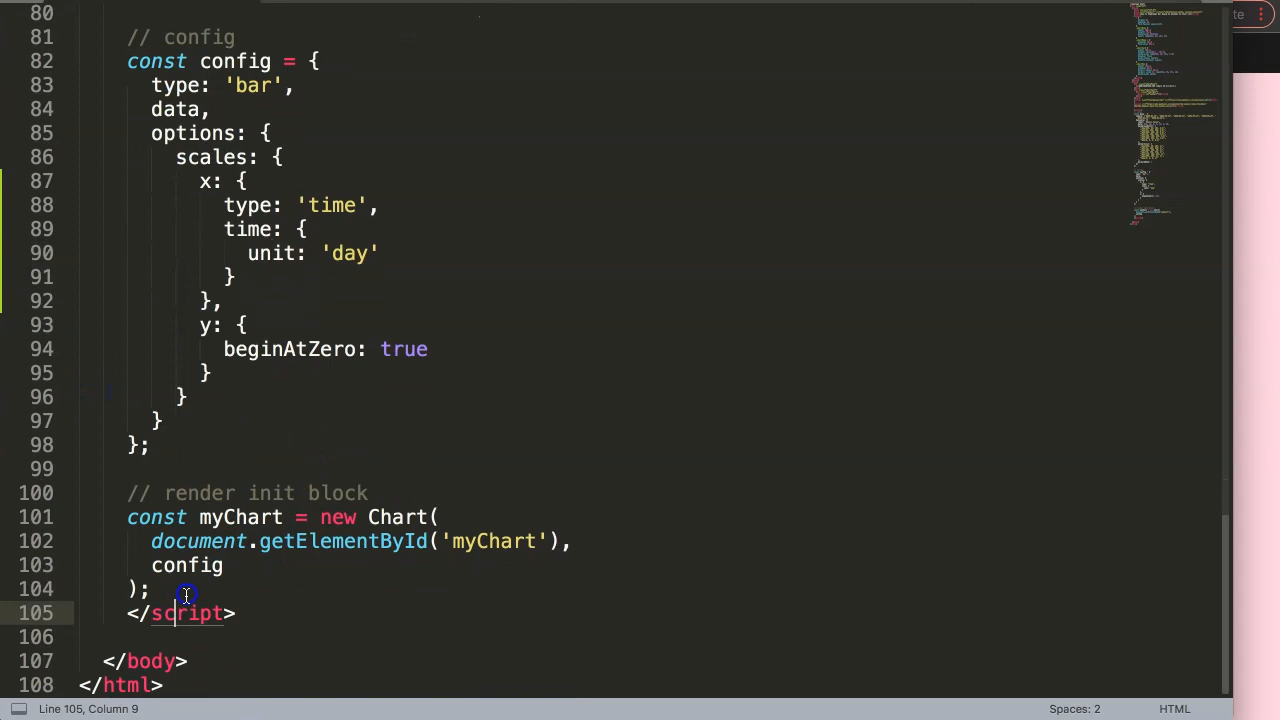 80
81 // config
82 const config = {
83 type: 'bar',
84 data,
85 options: {
86 scales: {
87 x: {
88 type: 'time',
89 time: {
90 unit: 'day'
91 }
92 },
93 y: {
94 beginAtZero: true
95 }
96 }
97 }
98 };
99
100 // render init block
101 const myChart = new Chart(
102 document.getElementById('myChart'),
103 config
104 );
105 </script>
106
107 </body>
108 </html>
Line 105, Column 9 Spaces: 2 HTML